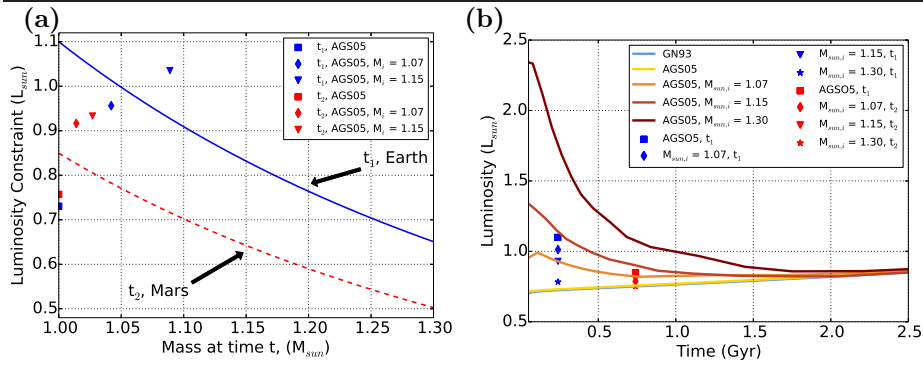 (a)
Luminosity Constraint (L_sun)
1.1
1.0
0.9
0.8
0.7
0.6
0.5
t₁, AGS05
t₁, AGS05, M_i = 1.07
t₁, AGS05, M_i = 1.15
t₂, AGS05
t₂, AGS05, M_i = 1.07
t₂, AGS05, M_i = 1.15
t₁, Earth
t₂, Mars
1.00 1.05 1.10 1.15 1.20 1.25 1.30
Mass at time t, (M_sun)
(b)
Luminosity (L_sun)
2.5
2.0
1.5
1.0
0.5
GN93
AGS05
AGS05, M_sun,i = 1.07
AGS05, M_sun,i = 1.15
AGS05, M_sun,i = 1.30
AGSO5, t₁
M_sun,i = 1.07, t₁
M_sun,i = 1.15, t₁
M_sun,i = 1.30, t₁
AGSO5, t₁
M_sun,i = 1.07, t₂
M_sun,i = 1.15, t₂
M_sun,i = 1.30, t₂
0.5 1.0 1.5 2.0 2.5
Time (Gyr)